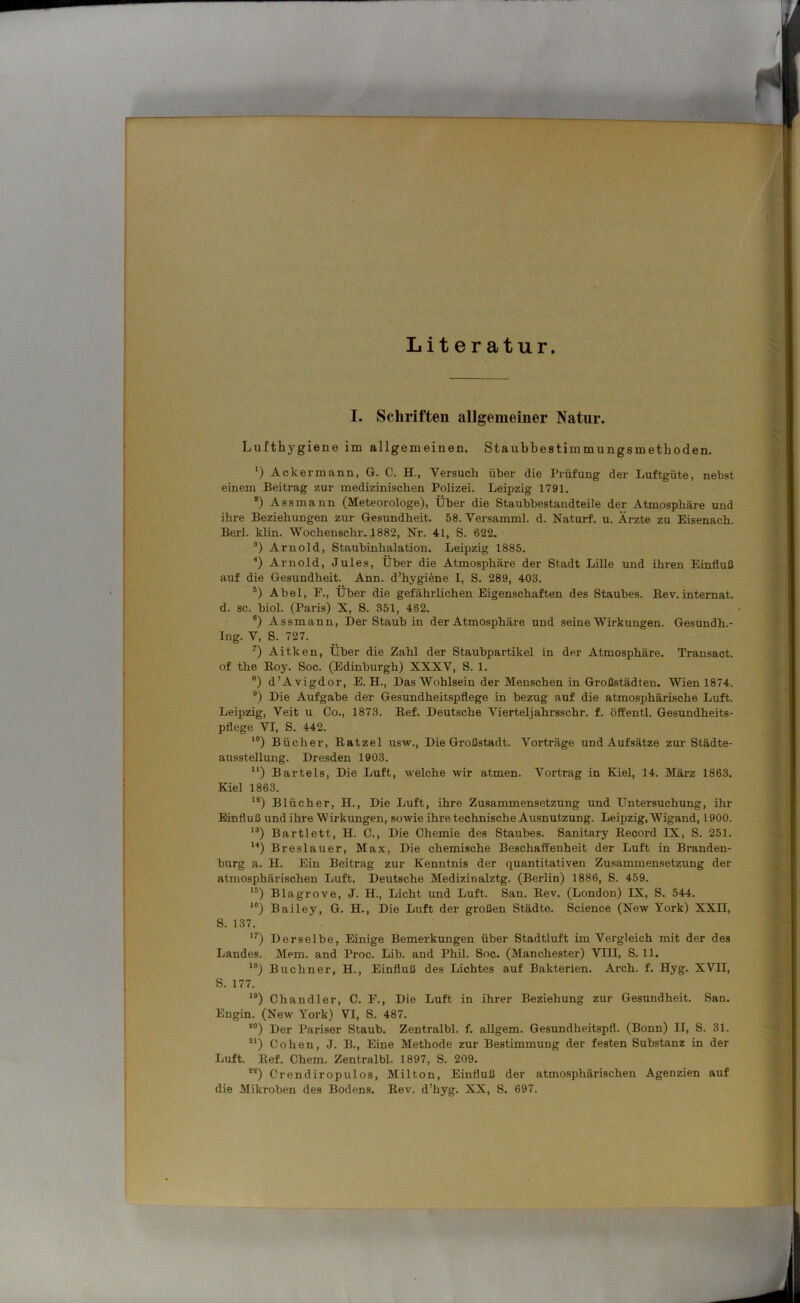 Literatur.
I. Schriften allgemeiner Natur.
Lufthygiene im allgemeinen. Staubbestimmungsmethoden.
¹) Ackermann, G. C. H., Versuch über die Prüfung der Luftgüte, nebst
einem Beitrag zur medizinischen Polizei. Leipzig 1791.
²) Assmann (Meteorologe), Über die Staubbestandteile der Atmosphäre und
ihre Beziehungen zur Gesundheit. 58. Versamml. d. Naturf. u. Ärzte zu Eisenach.
Berl. klin. Wochenschr. 1882, Nr. 41, S. 622.
³) Arnold, Staubinhalation. Leipzig 1885.
⁴) Arnold, Jules, Über die Atmosphäre der Stadt Lille und ihren Einfluß
auf die Gesundheit. Ann. d'hygiène I, S. 289, 403.
⁵) Abel, F., Über die gefährlichen Eigenschaften des Staubes. Rev. internat.
d. sc. biol. (Paris) X, S. 351, 462.
⁶) Assmann, Der Staub in der Atmosphäre und seine Wirkungen. Gesundh.-
Ing. V, S. 727.
⁷) Aitken, Über die Zahl der Staubpartikel in der Atmosphäre. Transact.
of the Roy. Soc. (Edinburgh) XXXV, S. 1.
⁸) d'Avigdor, E. H., Das Wohlsein der Menschen in Großstädten. Wien 1874.
⁹) Die Aufgabe der Gesundheitspflege in bezug auf die atmosphärische Luft.
Leipzig, Veit u Co., 1873. Ref. Deutsche Vierteljahrsschr. f. öffentl. Gesundheits-
pflege VI, S. 442.
¹⁰) Bücher, Ratzel usw., Die Großstadt. Vorträge und Aufsätze zur Städte-
ausstellung. Dresden 1903.
¹¹) Bartels, Die Luft, welche wir atmen. Vortrag in Kiel, 14. März 1863.
Kiel 1863.
¹²) Blücher, H., Die Luft, ihre Zusammensetzung und Untersuchung, ihr
Einfluß und ihre Wirkungen, sowie ihre technische Ausnutzung. Leipzig, Wigand, 1900.
¹³) Bartlett, H. C., Die Chemie des Staubes. Sanitary Record IX, S. 251.
¹⁴) Breslauer, Max, Die chemische Beschaffenheit der Luft in Branden-
burg a. H. Ein Beitrag zur Kenntnis der quantitativen Zusammensetzung der
atmosphärischen Luft. Deutsche Medizinalztg. (Berlin) 1886, S. 459.
¹⁵) Blagrove, J. H., Licht und Luft. San. Rev. (London) IX, S. 544.
¹⁶) Bailey, G. H., Die Luft der großen Städte. Science (New York) XXII,
S. 137.
¹⁷) Derselbe, Einige Bemerkungen über Stadtluft im Vergleich mit der des
Landes. Mem. and Proc. Lib. and Phil. Soc. (Manchester) VIII, S. 11.
¹⁸) Buchner, H., Einfluß des Lichtes auf Bakterien. Arch. f. Hyg. XVII,
S. 177.
¹⁹) Chandler, C. F., Die Luft in ihrer Beziehung zur Gesundheit. San.
Engin. (New York) VI, S. 487.
²⁰) Der Pariser Staub. Zentralbl. f. allgem. Gesundheitspfl. (Bonn) II, S. 31.
²¹) Cohen, J. B., Eine Methode zur Bestimmung der festen Substanz in der
Luft. Ref. Chem. Zentralbl. 1897, S. 209.
²²) Crendiropulos, Milton, Einfluß der atmosphärischen Agenzien auf
die Mikroben des Bodens. Rev. d'hyg. XX, S. 697.